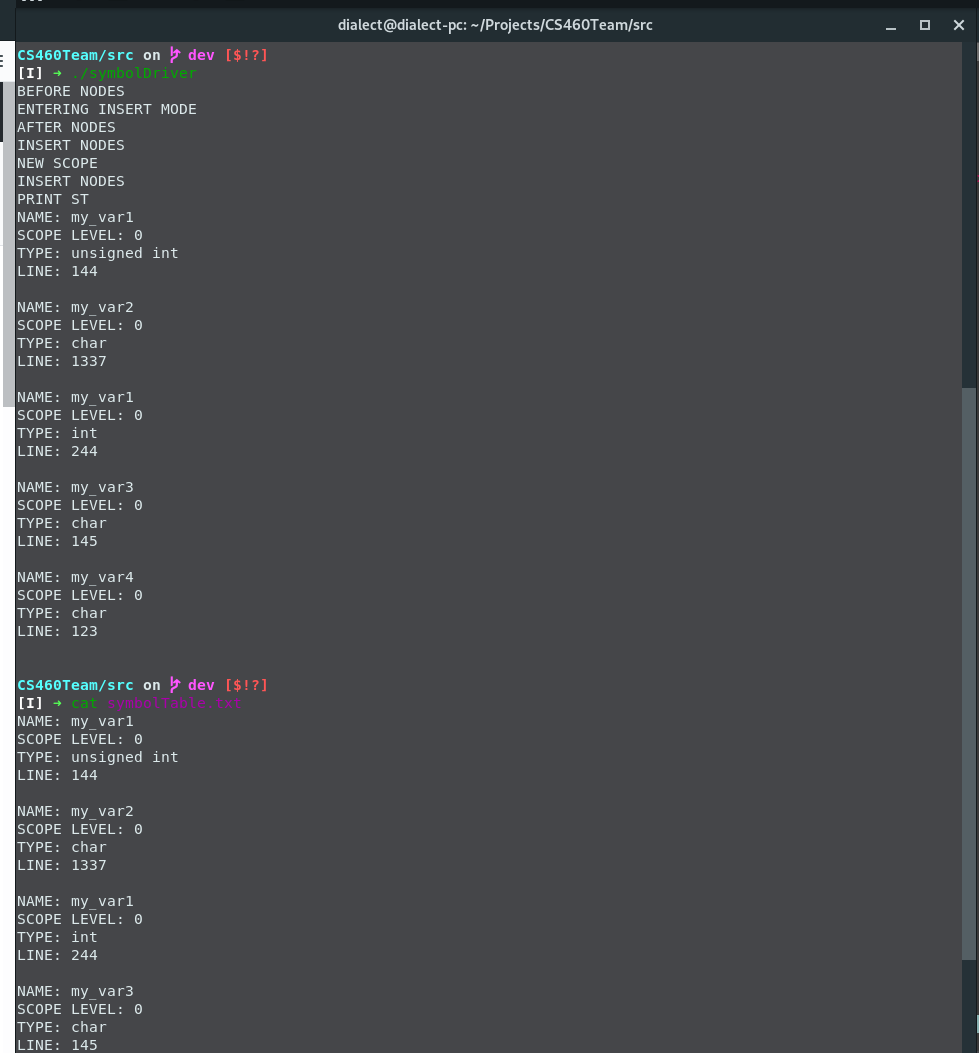 dialect@dialect-pc: ~/Projects/CS460Team/src
CS460Team/src on dev [$!?]
[I] → ./symbolDriver
BEFORE NODES
ENTERING INSERT MODE
AFTER NODES
INSERT NODES
NEW SCOPE
INSERT NODES
PRINT ST
NAME: my_var1
SCOPE LEVEL: 0
TYPE: unsigned int
LINE: 144
NAME: my_var2
SCOPE LEVEL: 0
TYPE: char
LINE: 1337
NAME: my_var1
SCOPE LEVEL: 0
TYPE: int
LINE: 244
NAME: my_var3
SCOPE LEVEL: 0
TYPE: char
LINE: 145
NAME: my_var4
SCOPE LEVEL: 0
TYPE: char
LINE: 123
CS460Team/src on dev [$!?]
[I] → cat symbolTable.txt
NAME: my_var1
SCOPE LEVEL: 0
TYPE: unsigned int
LINE: 144
NAME: my_var2
SCOPE LEVEL: 0
TYPE: char
LINE: 1337
NAME: my_var1
SCOPE LEVEL: 0
TYPE: int
LINE: 244
NAME: my_var3
SCOPE LEVEL: 0
TYPE: char
LINE: 145